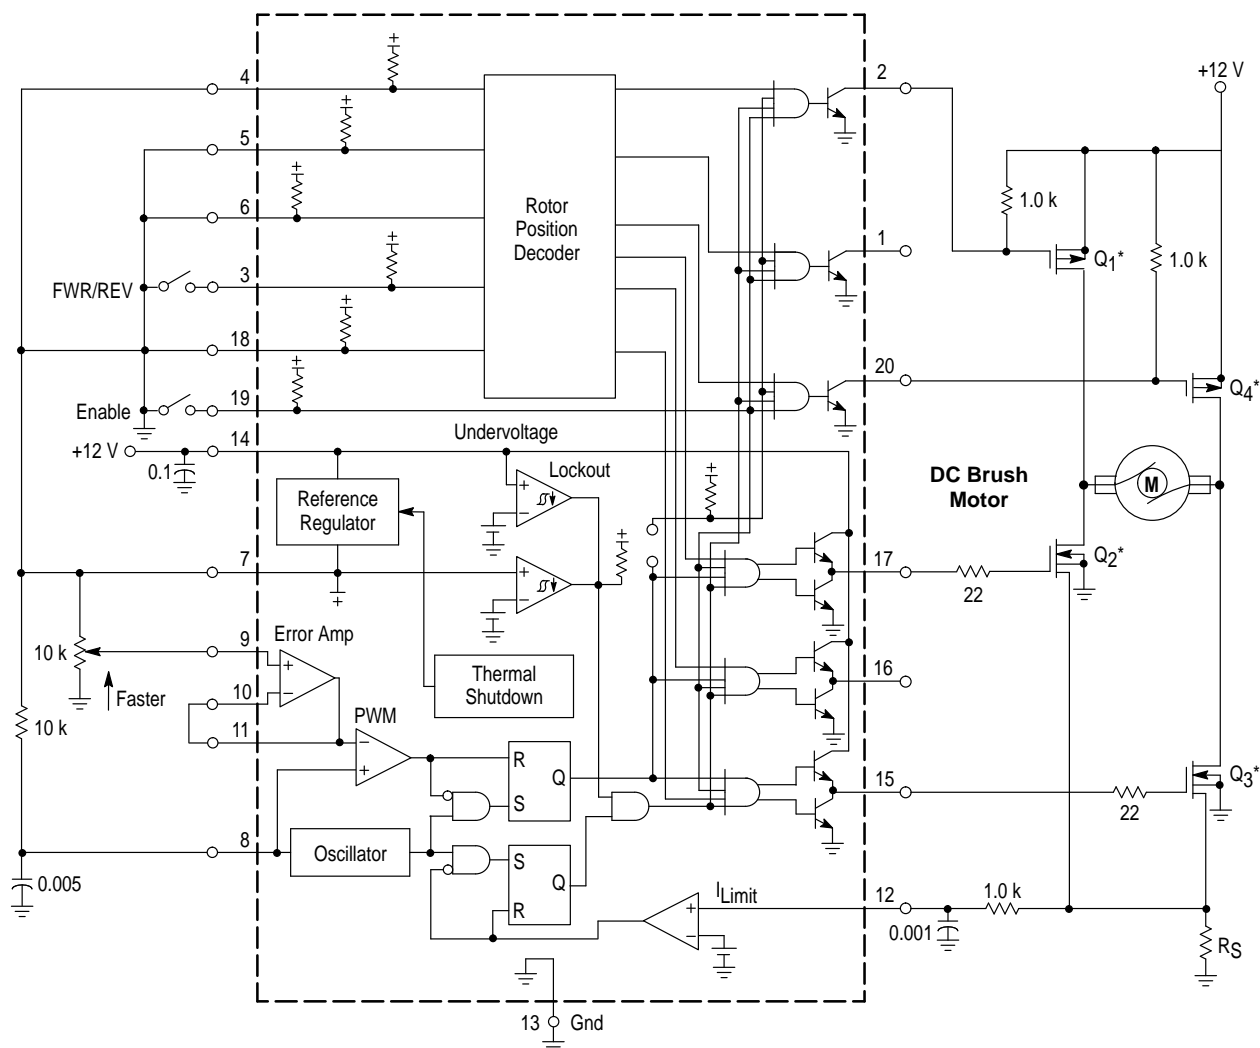 4
2
+12 V
5
1.0 k
6
Rotor
Position
Decoder
1
Q1*
1.0 k
FWR/REV
3
18
20
Q4*
Enable
19
+12 V
14
Undervoltage
0.1
Lockout
Reference
Regulator
DC Brush
Motor
M
+
−
7
+
−
17
22
Q2*
Error Amp
9
10 k
+
−
Thermal
Shutdown
16
10
Faster
11
10 k
PWM
−
+
R
Q
S
15
22
Q3*
8
Oscillator
S
Q
R
0.005
ILimit
+
−
12
1.0 k
0.001
RS
13
Gnd